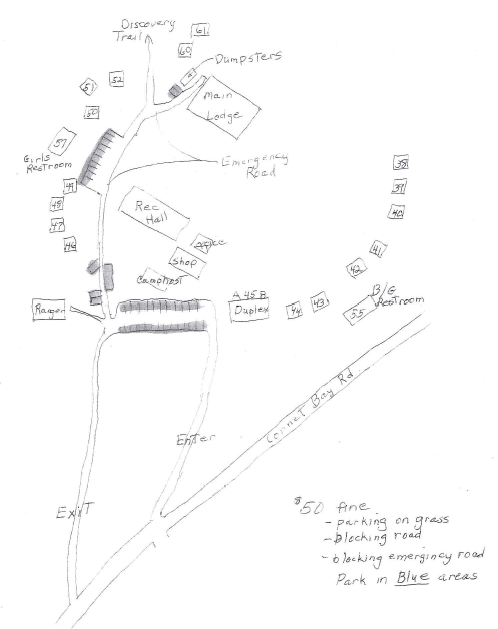 Discovery
Trail
61
60
Dumpsters
Main
Lodge
52
51
50
57
Girls
Restroom
Emergency
Road
38
39
40
49
48
47
46
Rec
Hall
office
Shop
Camphost
41
42
B/G
Restroom
55
43
44
A 45 B
Duplex
Ranger
Enter
Cornet Bay Rd
Exit
$50 fine
- parking on grass
- blocking road
- blocking emergincy road
Park in Blue areas